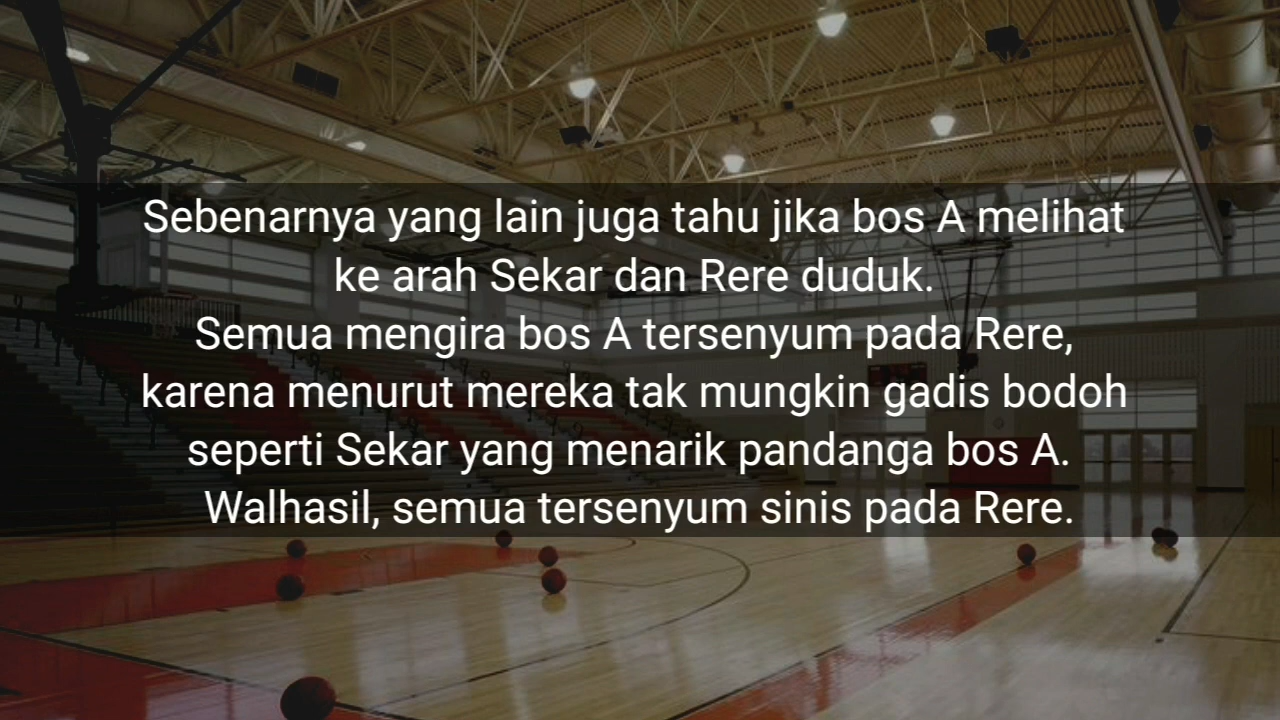 Sebenarnya yang lain juga tahu jika bos A melihat
ke arah Sekar dan Rere duduk.
Semua mengira bos A tersenyum pada Rere,
karena menurut mereka tak mungkin gadis bodoh
seperti Sekar yang menarik pandanga bos A.
Walhasil, semua tersenyum sinis pada Rere.